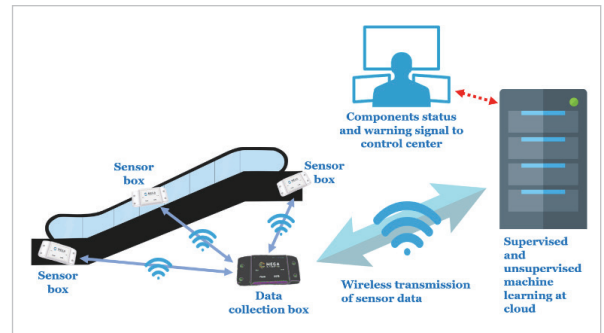 Components status
and warning signal to
control center
Sensor
box
Sensor
box
Sensor
box
Data
collection box
Wireless transmission
of sensor data
Supervised
and
unsupervised
machine
learning at
cloud